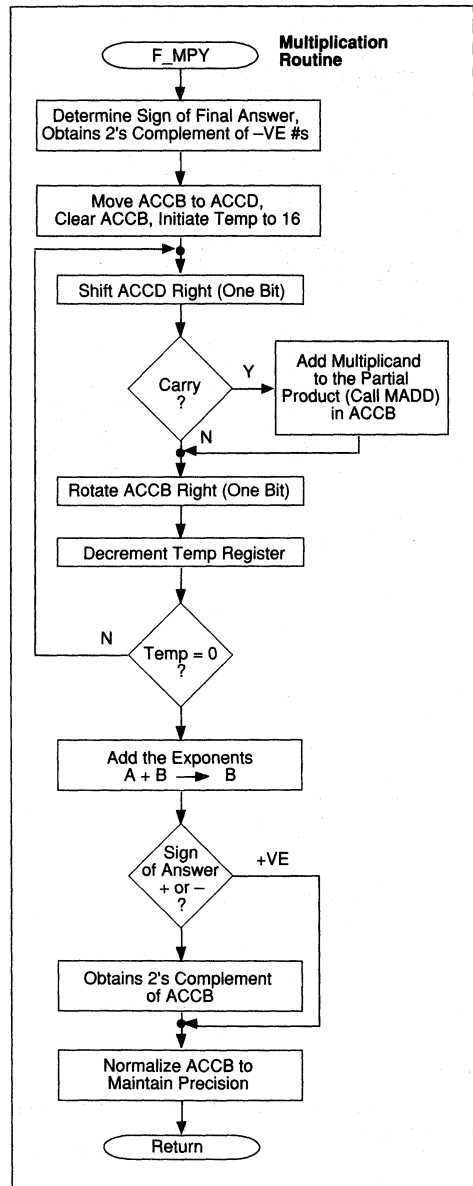 Multiplication
Routine
F_MPY
Determine Sign of Final Answer,
Obtains 2's Complement of –VE #s
Move ACCB to ACCD,
Clear ACCB, Initiate Temp to 16
Shift ACCD Right (One Bit)
Carry
?
Y
Add Multiplicand
to the Partial
Product (Call MADD)
in ACCB
N
Rotate ACCB Right (One Bit)
Decrement Temp Register
N
Temp = 0
?
Add the Exponents
A + B → B
Sign
of Answer
+ or –
?
+VE
Obtains 2's Complement
of ACCB
Normalize ACCB to
Maintain Precision
Return